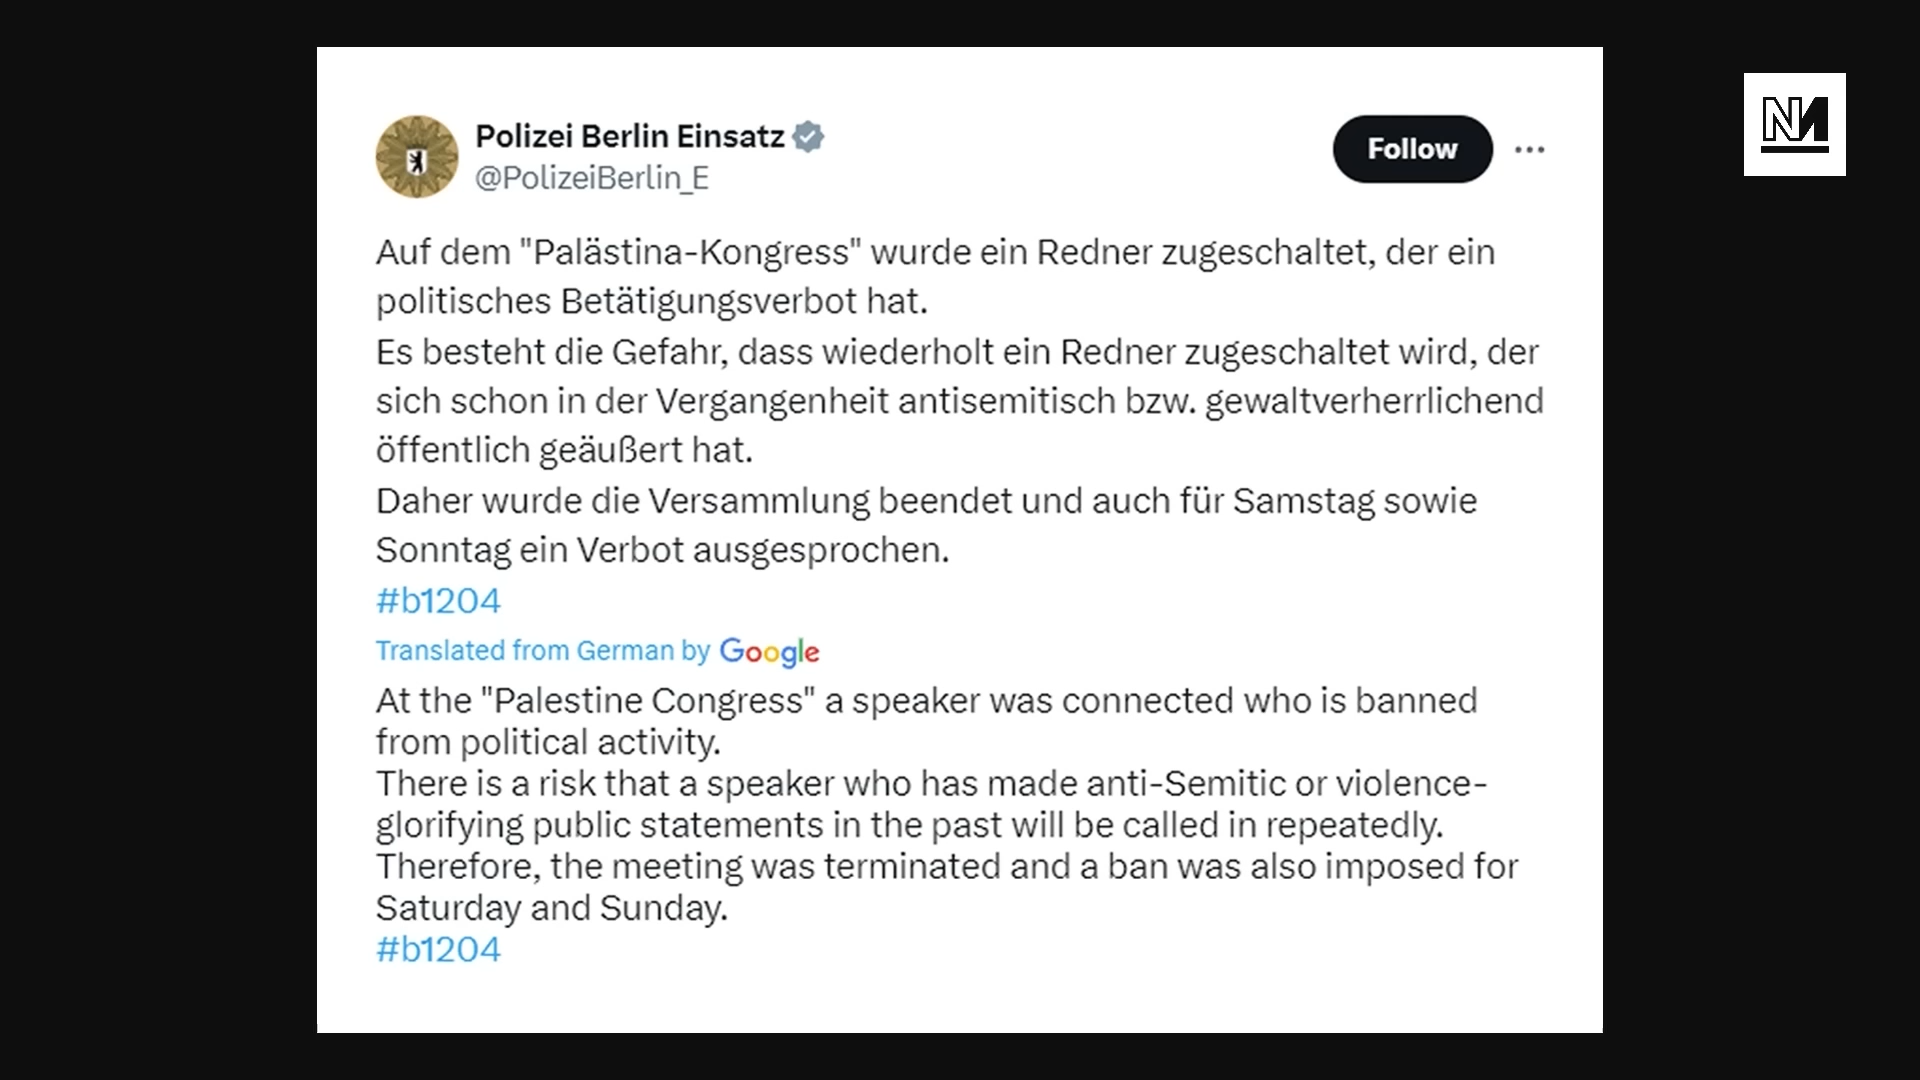 Polizei Berlin Einsatz
@PolizeiBerlin_E
Follow
Auf dem "Palästina-Kongress" wurde ein Redner zugeschaltet, der ein
politisches Betätigungsverbot hat.
Es besteht die Gefahr, dass wiederholt ein Redner zugeschaltet wird, der
sich schon in der Vergangenheit antisemitisch bzw. gewaltverherrlichend
öffentlich geäußert hat.
Daher wurde die Versammlung beendet und auch für Samstag sowie
Sonntag ein Verbot ausgesprochen.
#b1204
Translated from German by Google
At the "Palestine Congress" a speaker was connected who is banned
from political activity.
There is a risk that a speaker who has made anti-Semitic or violence-
glorifying public statements in the past will be called in repeatedly.
Therefore, the meeting was terminated and a ban was also imposed for
Saturday and Sunday.
#b1204